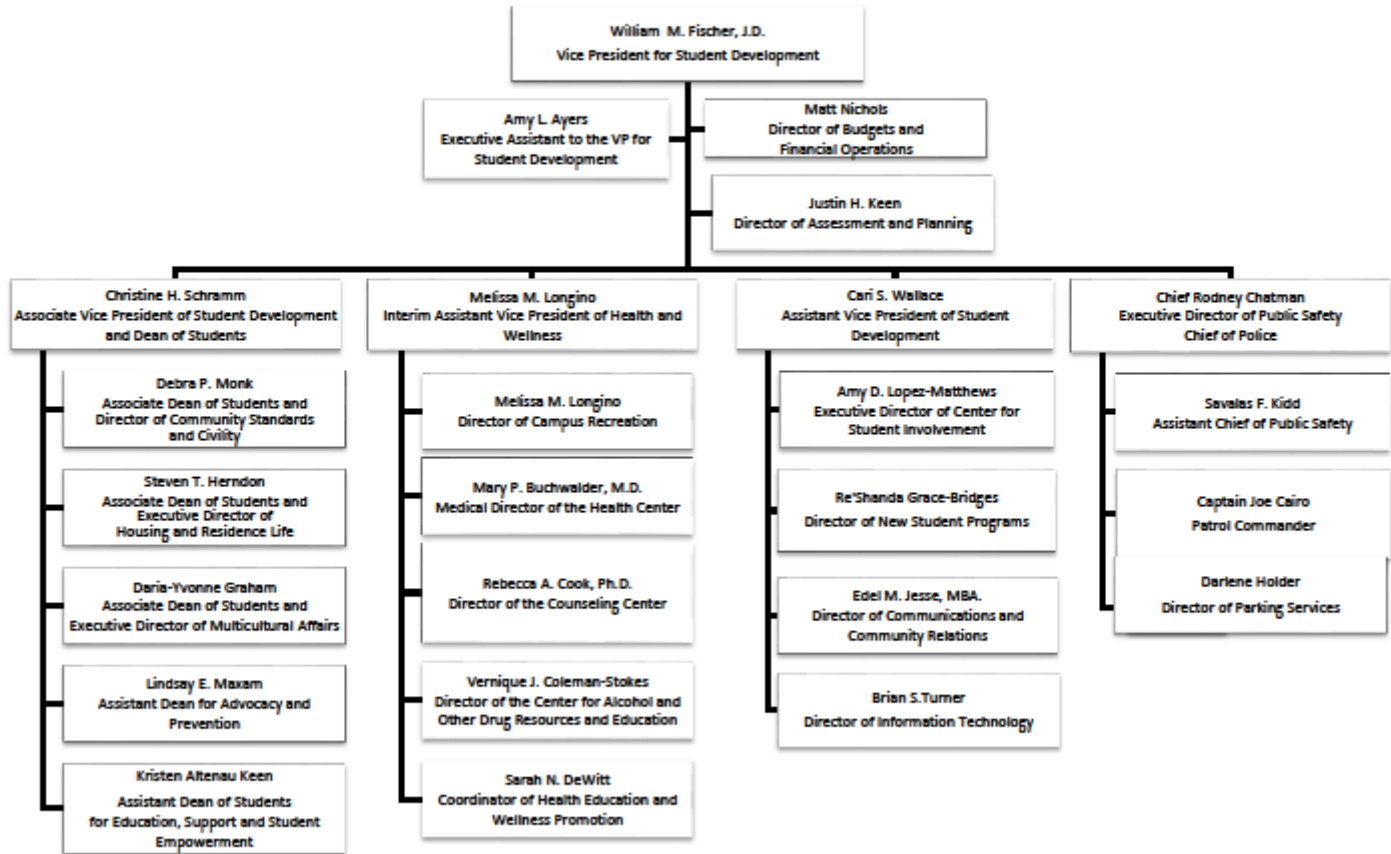 William M. Fischer, J.D.
Vice President for Student Development
Amy L. Ayers
Executive Assistant to the VP for
Student Development
Matt Nichols
Director of Budgets and
Financial Operations
Justin H. Keen
Director of Assessment and Planning
Christine H. Schramm
Associate Vice President of Student Development
and Dean of Students
Debra P. Monk
Associate Dean of Students and
Director of Community Standards
and Civility
Steven T. Herndon
Associate Dean of Students and
Executive Director of
Housing and Residence Life
Daria-Yvonne Graham
Associate Dean of Students and
Executive Director of Multicultural Affairs
Lindsay E. Maxam
Assistant Dean for Advocacy and
Prevention
Kristen Altenau Keen
Assistant Dean of Students
for Education, Support and Student
Empowerment
Melissa M. Longino
Interim Assistant Vice President of Health and
Wellness
Melissa M. Longino
Director of Campus Recreation
Mary P. Buchwalder, M.D.
Medical Director of the Health Center
Rebecca A. Cook, Ph.D.
Director of the Counseling Center
Vernique J. Coleman-Stokes
Director of the Center for Alcohol and
Other Drug Resources and Education
Sarah N. DeWitt
Coordinator of Health Education and
Wellness Promotion
Cari S. Wallace
Assistant Vice President of Student
Development
Amy D. Lopez-Matthews
Executive Director of Center for
Student Involvement
Re'Shanda Grace-Bridges
Director of New Student Programs
Edel M. Jesse, MBA.
Director of Communications and
Community Relations
Brian S.Turner
Director of Information Technology
Chief Rodney Chatman
Executive Director of Public Safety
Chief of Police
Savalas F. Kidd
Assistant Chief of Public Safety
Captain Joe Cairo
Patrol Commander
Darlene Holder
Director of Parking Services